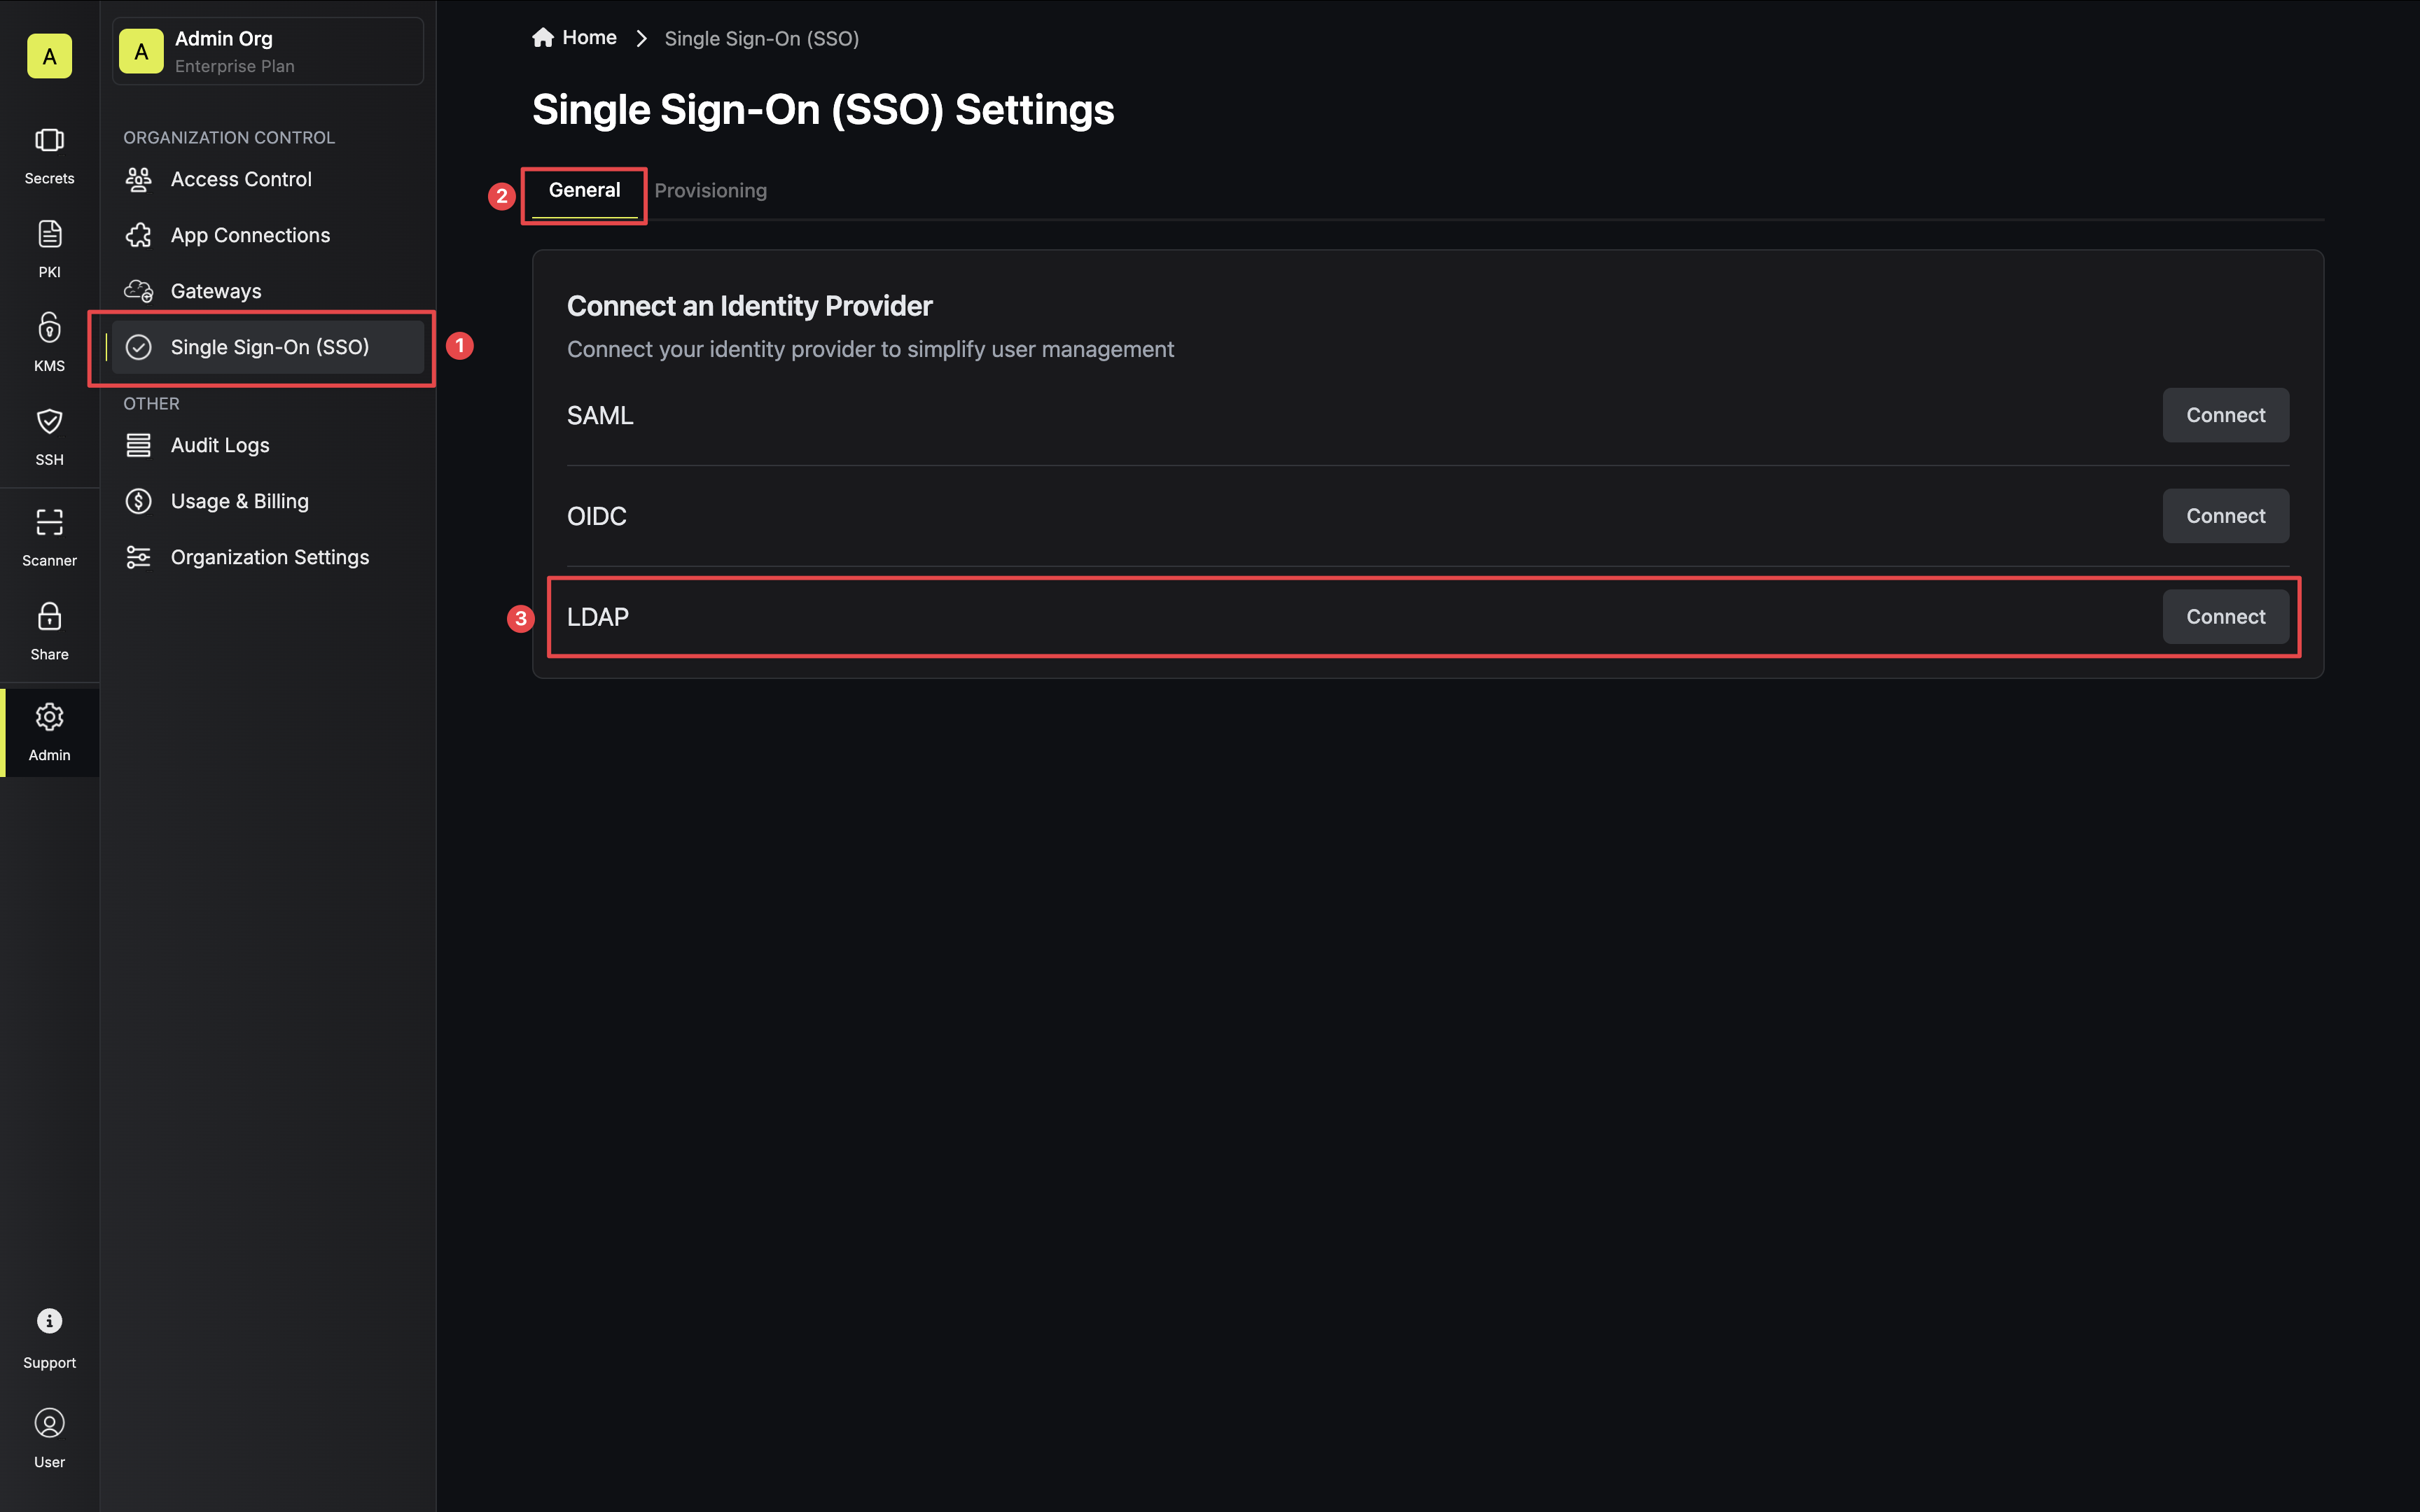 A
Secrets
PKI
KMS
SSH
Scanner
Share
Admin
Support
User
A
Admin Org
Enterprise Plan
ORGANIZATION CONTROL
Access Control
App Connections
Gateways
Single Sign-On (SSO)
1
OTHER
Audit Logs
Usage & Billing
Organization Settings
Home > Single Sign-On (SSO)
Single Sign-On (SSO) Settings
2 General Provisioning
Connect an Identity Provider
Connect your identity provider to simplify user management
SAML Connect
OIDC Connect
3 LDAP Connect